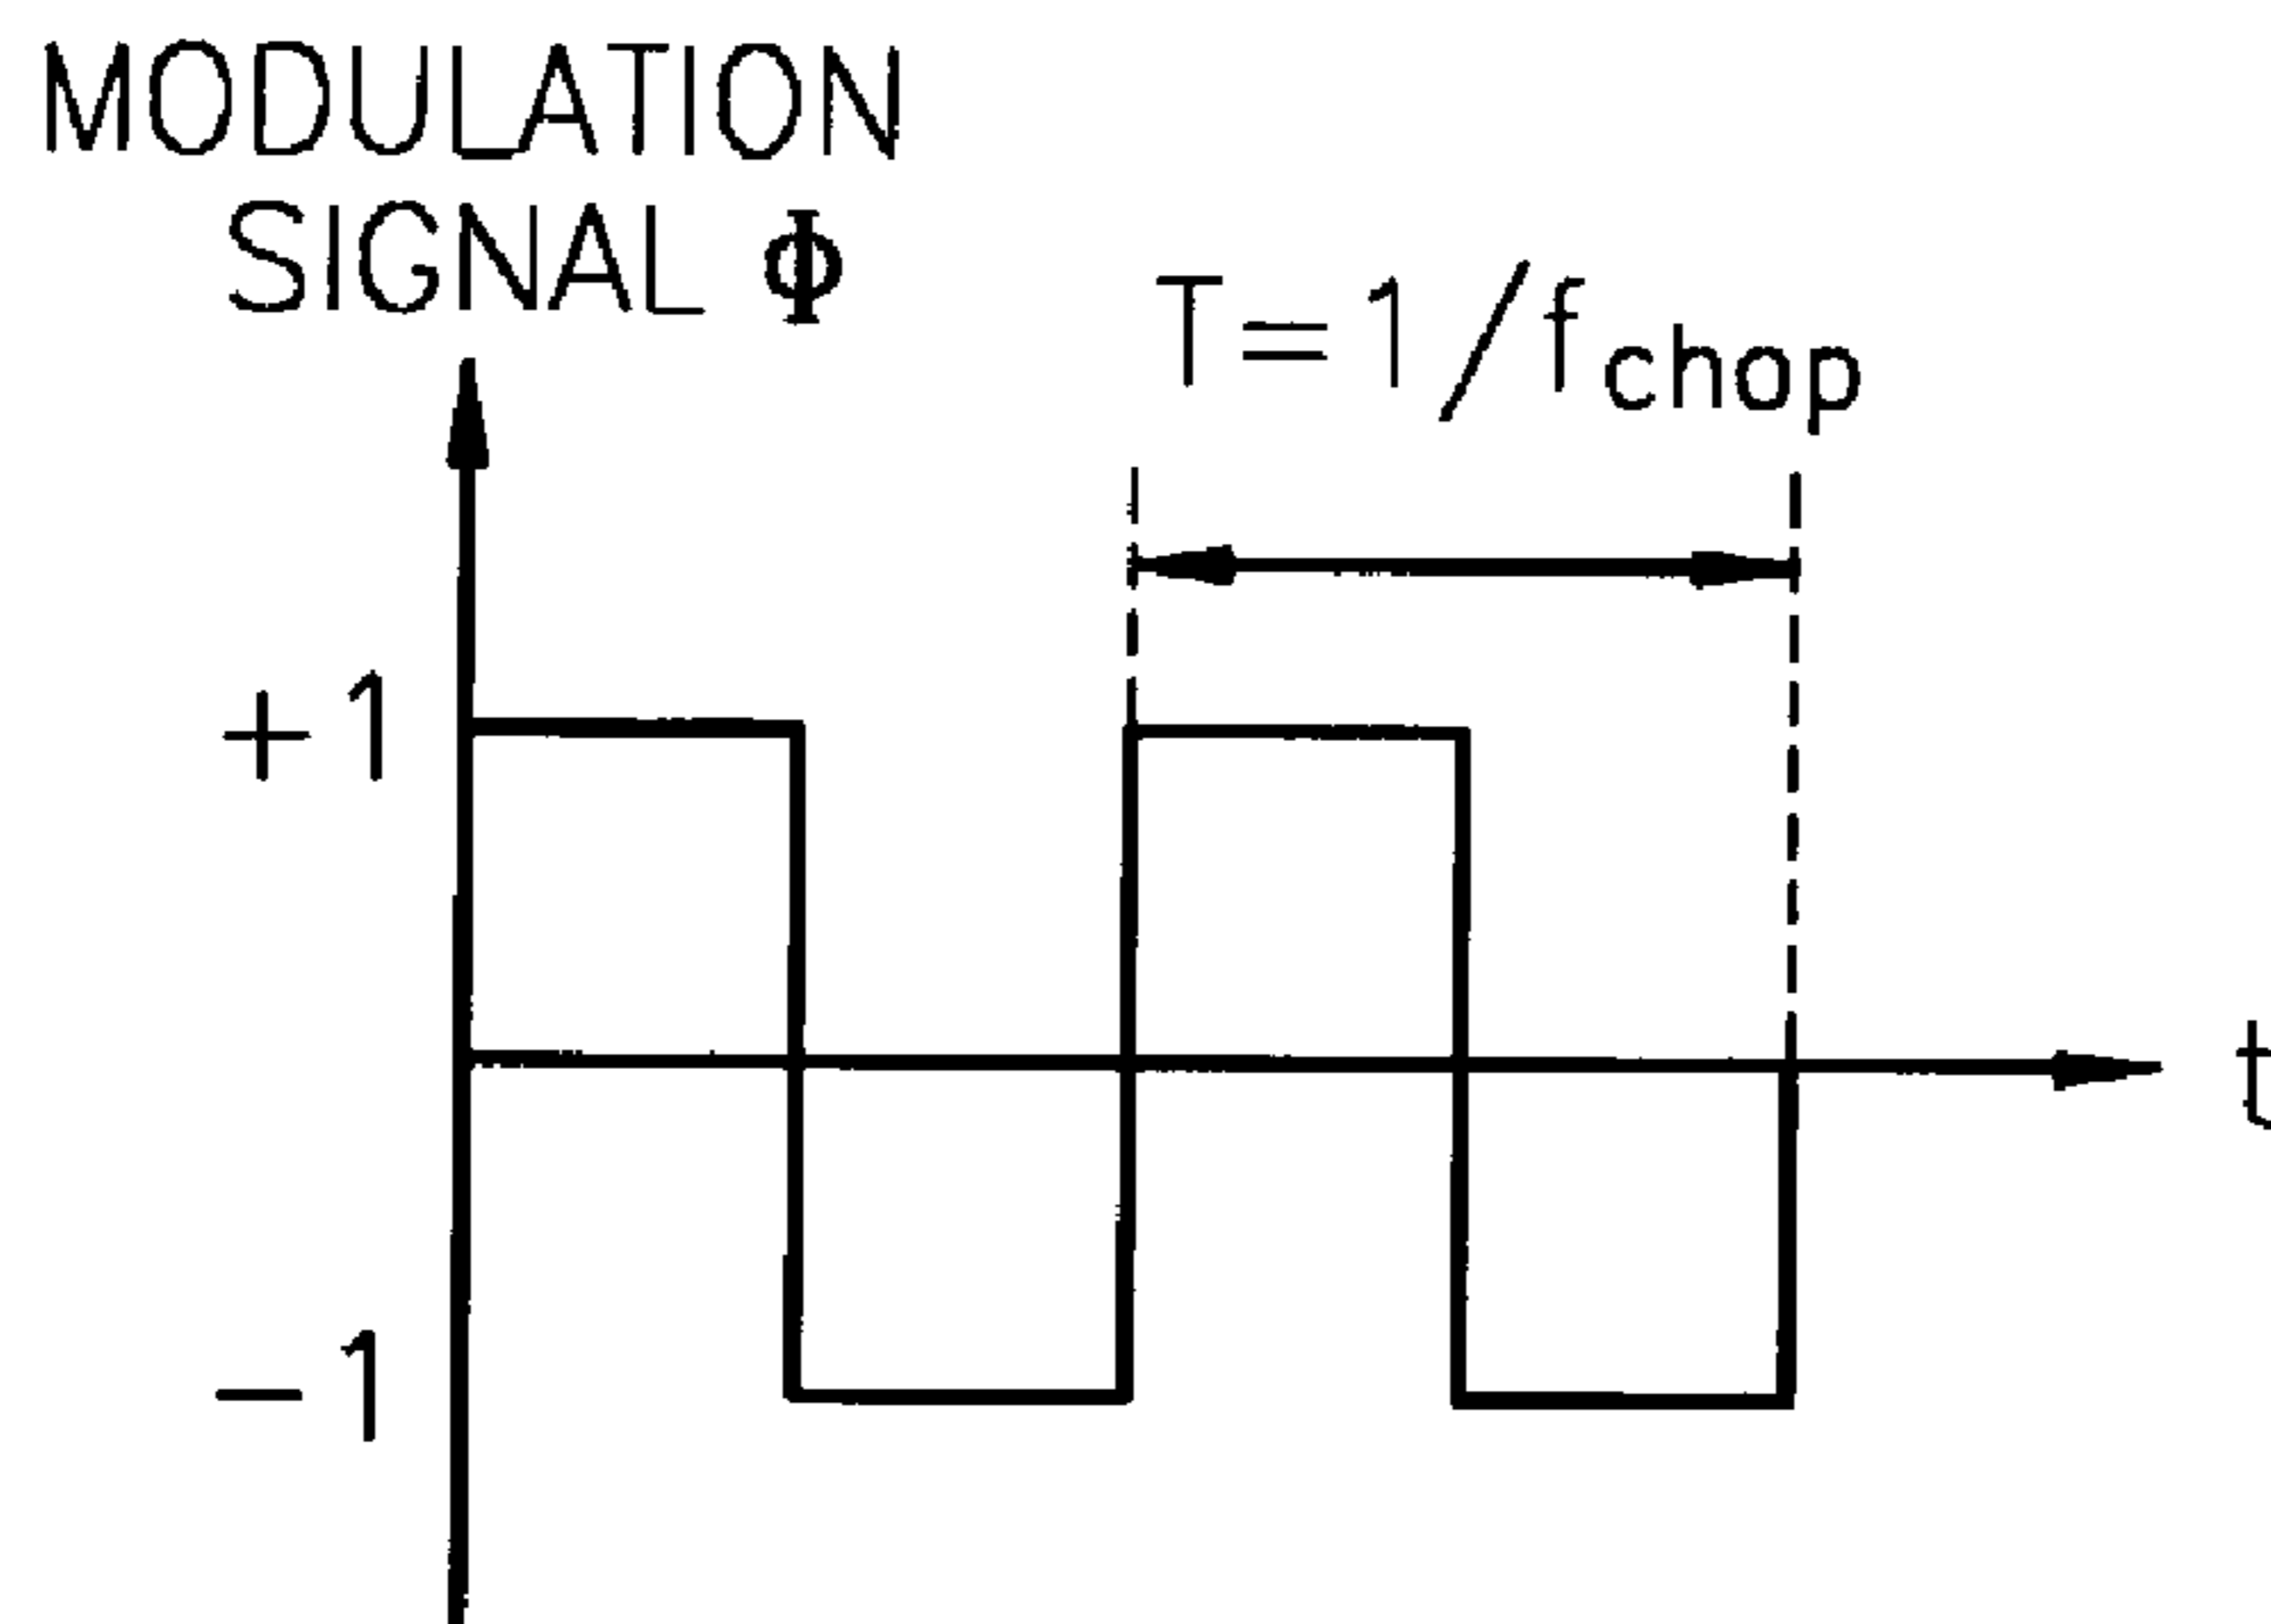 MODULATION
SIGNAL Φ
T=1/fchop
+1
t
−1